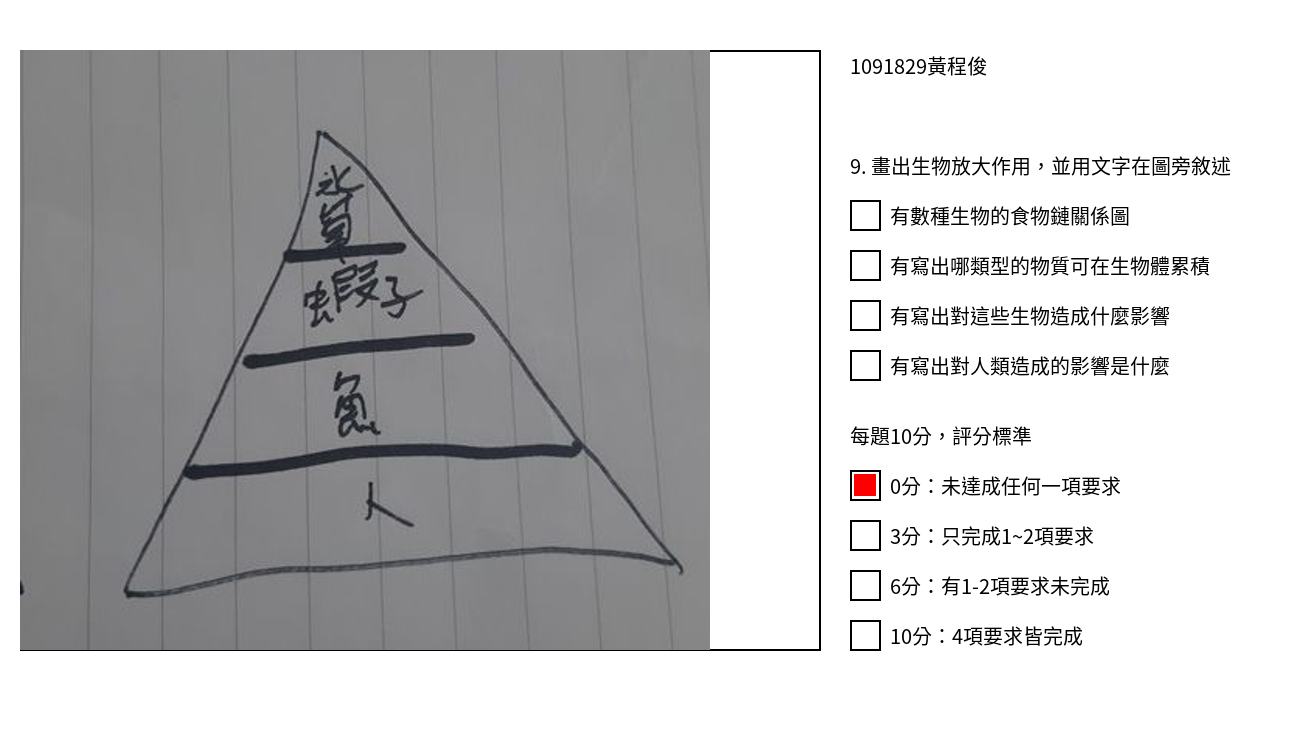 1091829黃程俊
9. 畫出生物放大作用，並用文字在圖旁敘述
有數種生物的食物鏈關係圖
有寫出哪類型的物質可在生物體累積
有寫出對這些生物造成什麼影響
有寫出對人類造成的影響是什麼
每題10分，評分標準
0分：未達成任何一項要求
3分：只完成1~2項要求
6分：有1-2項要求未完成
10分：4項要求皆完成
蝦子
魚
人